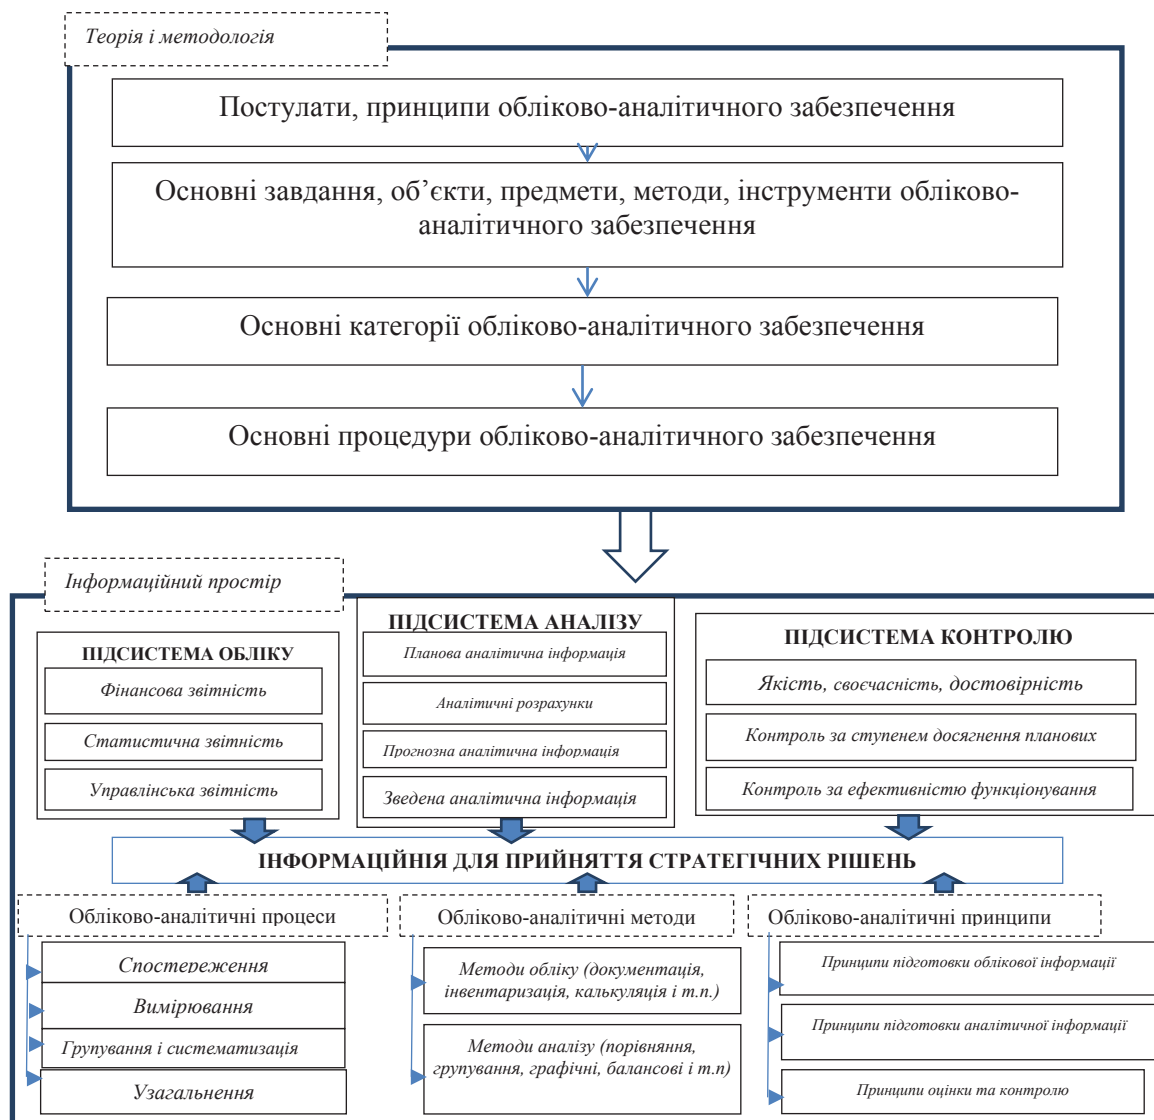 Теорія і методологія
Постулати, принципи обліково-аналітичного забезпечення
Основні завдання, об’єкти, предмети, методи, інструменти обліково-
аналітичного забезпечення
Основні категорії обліково-аналітичного забезпечення
Основні процедури обліково-аналітичного забезпечення
Інформаційний простір
ПІДСИСТЕМА ОБЛІКУ
Фінансова звітність
Статистична звітність
Управлінська звітність
ПІДСИСТЕМА АНАЛІЗУ
Планова аналітична інформація
Аналітичні розрахунки
Прогнозна аналітична інформація
Зведена аналітична інформація
ПІДСИСТЕМА КОНТРОЛЮ
Якість, своєчасність, достовірність
Контроль за ступенем досягнення планових
Контроль за ефективністю функціонування
ІНФОРМАЦІЙНІЯ ДЛЯ ПРИЙНЯТТЯ СТРАТЕГІЧНИХ РІШЕНЬ
Обліково-аналітичні процеси
Спостереження
Вимірювання
Групування і систематизація
Узагальнення
Обліково-аналітичні методи
Методи обліку (документація,
інвентаризація, калькуляція і т.п.)
Методи аналізу (порівняння,
групування, графічні, балансові і т.п)
Обліково-аналітичні принципи
Принципи підготовки облікової інформації
Принципи підготовки аналітичної інформації
Принципи оцінки та контролю